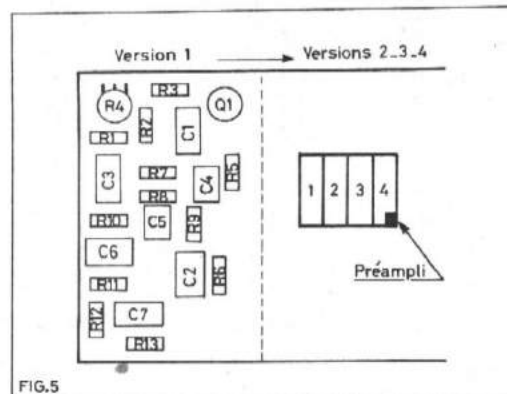 Version 1 Versions 2_3_4
R3
R4 Q1
R2 C1
R1
R7 R5
C3 C4
R8
C5 R9
R10
C6
C2 R6
R11
R12 C7
R13
1 2 3 4
Préampli
FIG.5